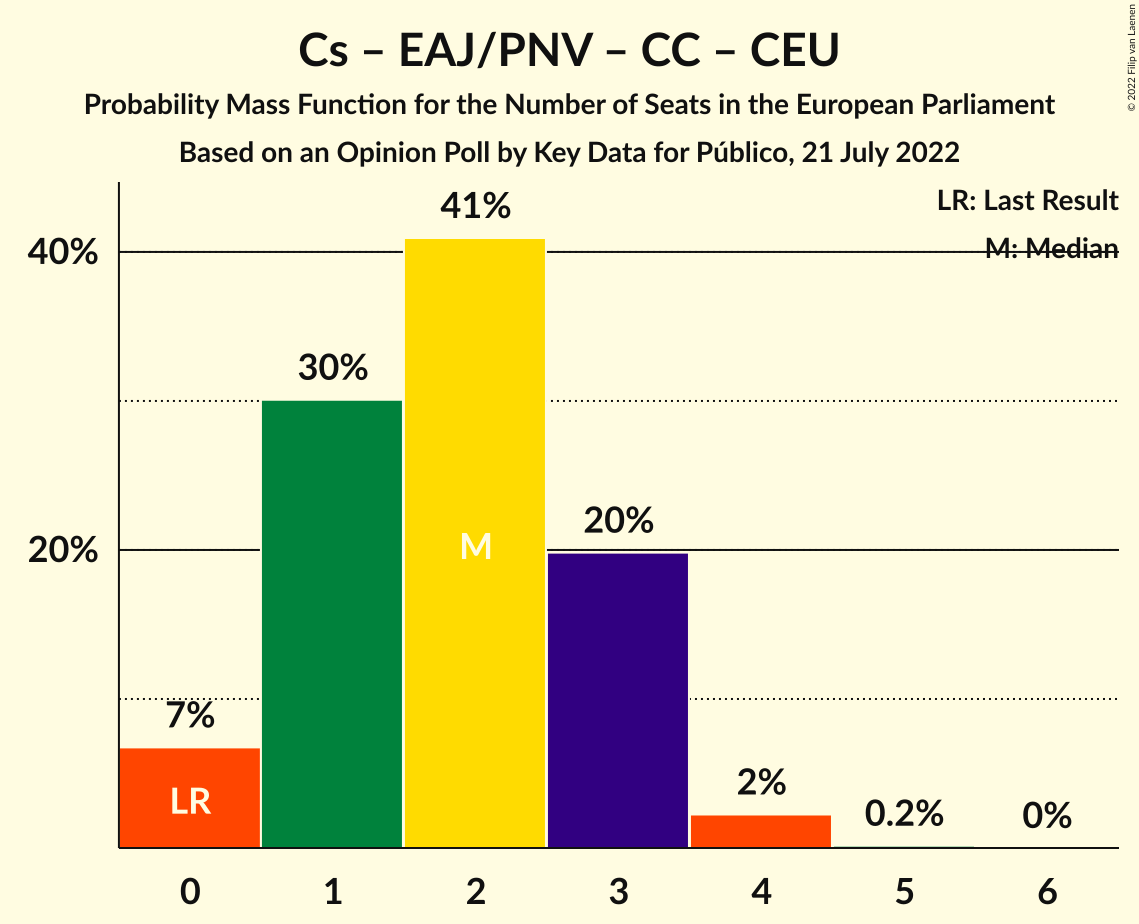 Cs – EAJ/PNV – CC – CEU
Probability Mass Function for the Number of Seats in the European Parliament
Based on an Opinion Poll by Key Data for Público, 21 July 2022
© 2022 Filip van Laenen
LR: Last Result
M: Median
40%
20%
7%
30%
41%
20%
2%
0.2%
0%
LR
M
0 1 2 3 4 5 6